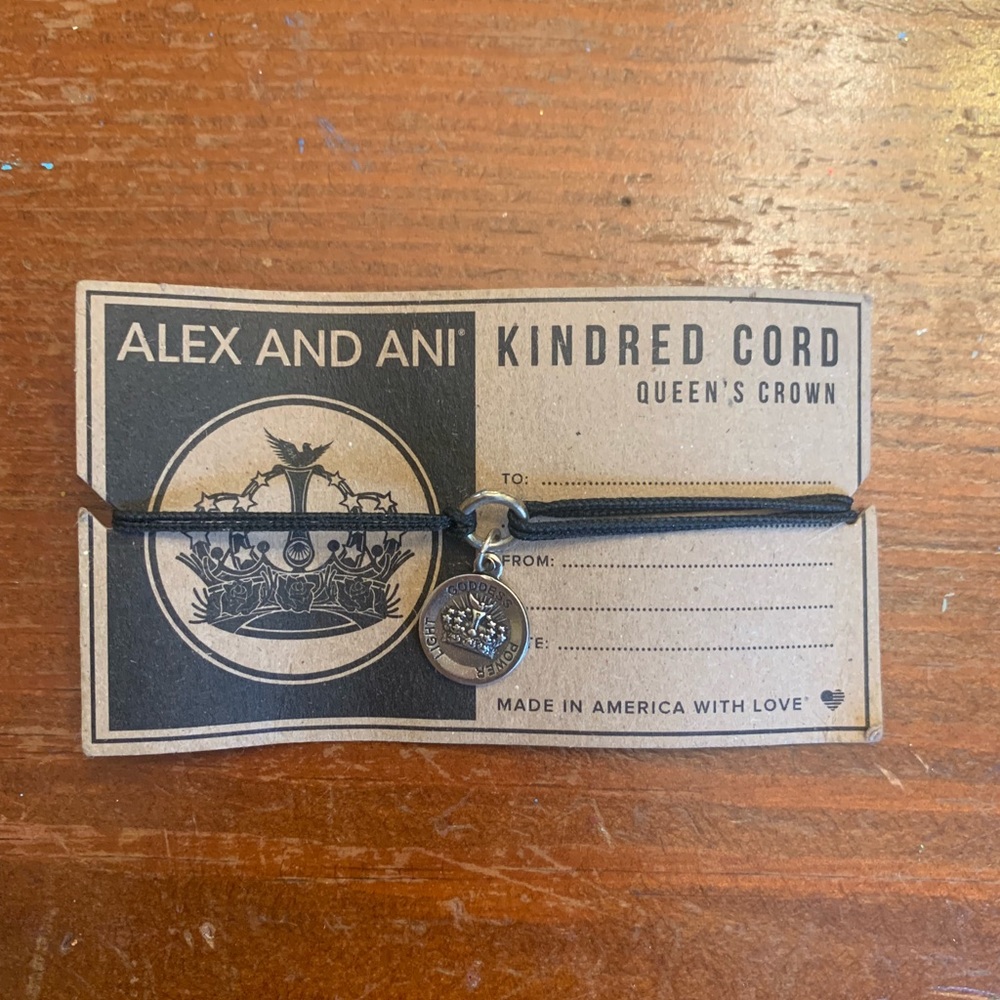 ALEX AND ANI®
KINDRED CORD
QUEEN'S CROWN
TO:
FROM:
GODDESS
LIGHT
POWER
MADE IN AMERICA WITH LOVE®